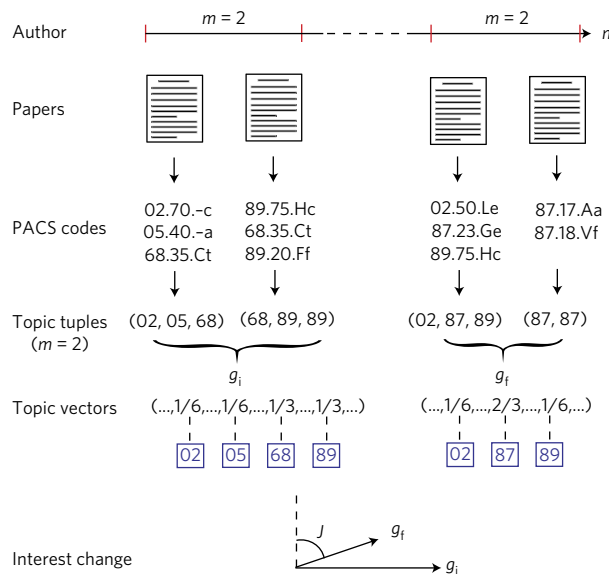 Author m = 2 m = 2 n
Papers
PACS codes
02.70.–c 89.75.Hc 02.50.Le 87.17.Aa
05.40.–a 68.35.Ct 87.23.Ge 87.18.Vf
68.35.Ct 89.20.Ff 89.75.Hc
Topic tuples (02, 05, 68) (68, 89, 89) (02, 87, 89) (87, 87)
(m = 2)
gi gf
Topic vectors (...,1/6,...,1/6,...,1/3,...,1/3,...) (...,1/6,...,2/3,...,1/6,...)
02 05 68 89 02 87 89
J gf
Interest change gi